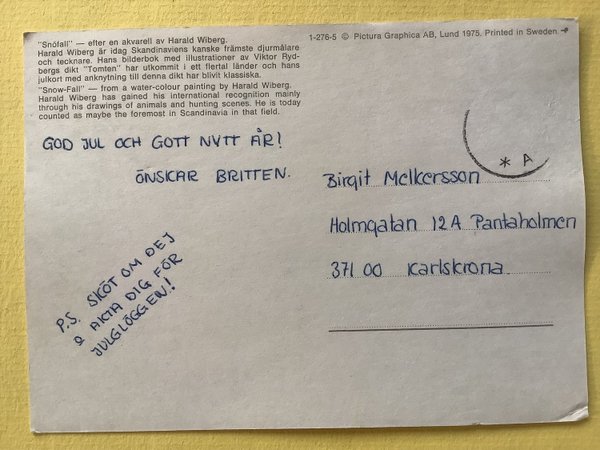 "Snöfall" — efter en akvarell av Harald Wiberg.
Harald Wiberg är idag Skandinaviens kanske främste djurmålare
och tecknare. Hans bilderbok med illustrationer av Viktor Ryd-
bergs dikt "Tomten" har utkommit i ett flertal länder och hans
julkort med anknytning till denna dikt har blivit klassiska.
"Snow-Fall" — from a water-colour painting by Harald Wiberg.
Harald Wiberg has gained his international recognition mainly
through his drawings of animals and hunting scenes. He is today
counted as maybe the foremost in Scandinavia in that field.
1-276-5 © Pictura Graphica AB, Lund 1975. Printed in Sweden
GOD JUL OCH GOTT NYTT ÅR!
ÖNSKAR BRITTEN.
P.S. SKÖT OM DEJ
& AKTA DIG FÖR
JULGLÖGGEN!
* A
Birgit Melkersson
Holmgatan 12A Pantaholmen
371 00 Karlskrona